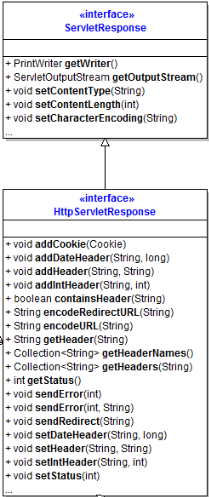 «interface»
ServletResponse
+ PrintWriter getWriter()
+ ServletOutputStream getOutputStream()
+ void setContentType(String)
+ void setContentLength(int)
+ void setCharacterEncoding(String)
...
«interface»
HttpServletResponse
+ void addCookie(Cookie)
+ void addDateHeader(String, long)
+ void addHeader(String, String)
+ void addIntHeader(String, int)
+ boolean containsHeader(String)
+ String encodeRedirectURL(String)
+ String encodeURL(String)
+ String getHeader(String)
+ Collection<String> getHeaderNames()
+ Collection<String> getHeaders(String)
+ int getStatus()
+ void sendError(int)
+ void sendError(int, String)
+ void sendRedirect(String)
+ void setDateHeader(String, long)
+ void setHeader(String, String)
+ void setIntHeader(String, int)
+ void setStatus(int)
...